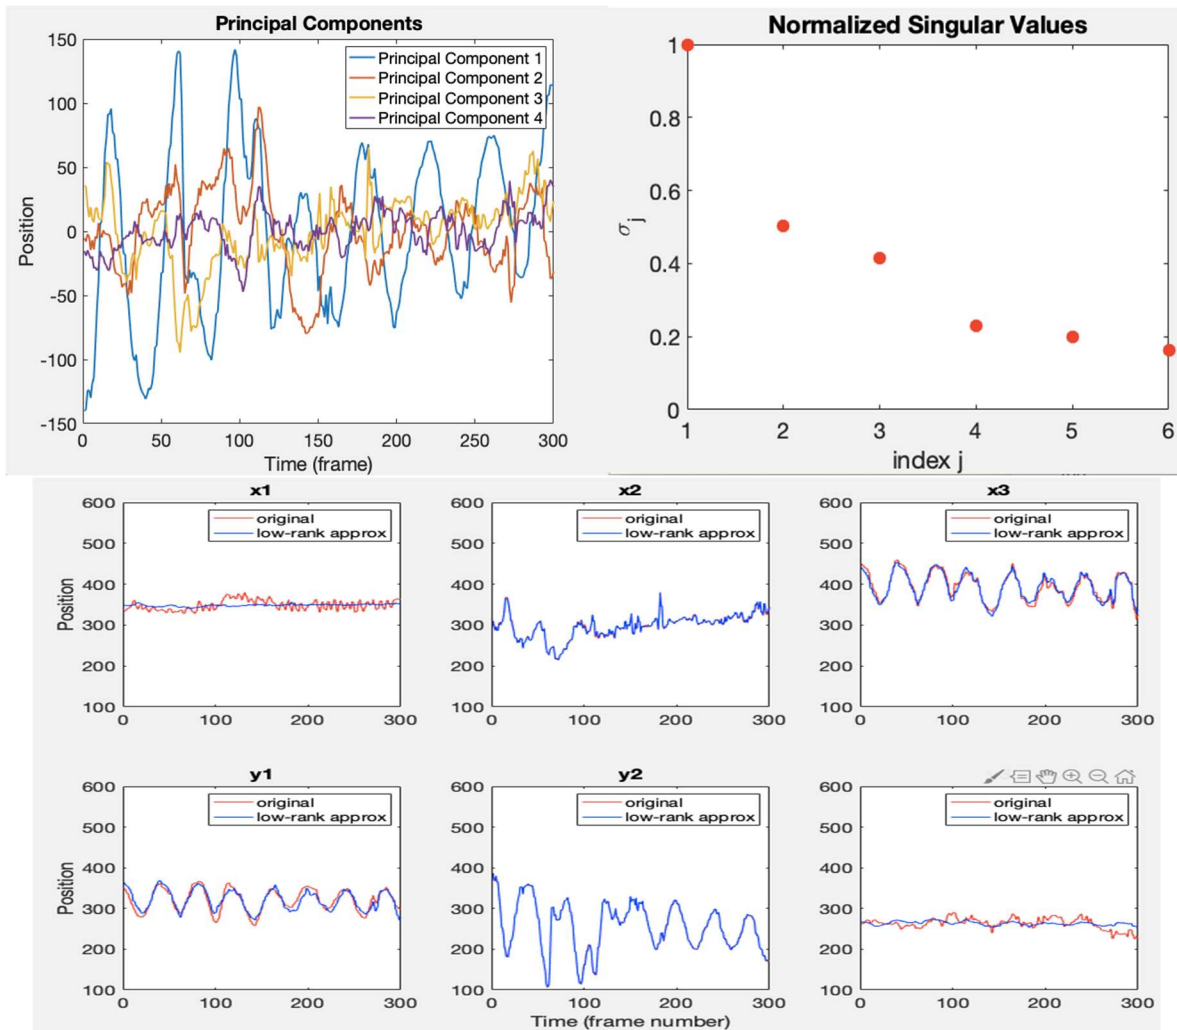 Principal Components
150
100
50
0
-50
-100
-150
Position
Principal Component 1
Principal Component 2
Principal Component 3
Principal Component 4
0 50 100 150 200 250 300
Time (frame)
Normalized Singular Values
1
0.8
0.6
0.4
0.2
0
σj
1 2 3 4 5 6
index j
x1
600
500
400
300
200
100
Position
original
low-rank approx
0 100 200 300
x2
600
500
400
300
200
100
original
low-rank approx
0 100 200 300
x3
600
500
400
300
200
100
original
low-rank approx
0 100 200 300
y1
600
500
400
300
200
100
Position
original
low-rank approx
0 100 200 300
y2
600
500
400
300
200
100
original
low-rank approx
0 100 200 300
Time (frame number)
600
500
400
300
200
100
original
low-rank approx
0 100 200 300